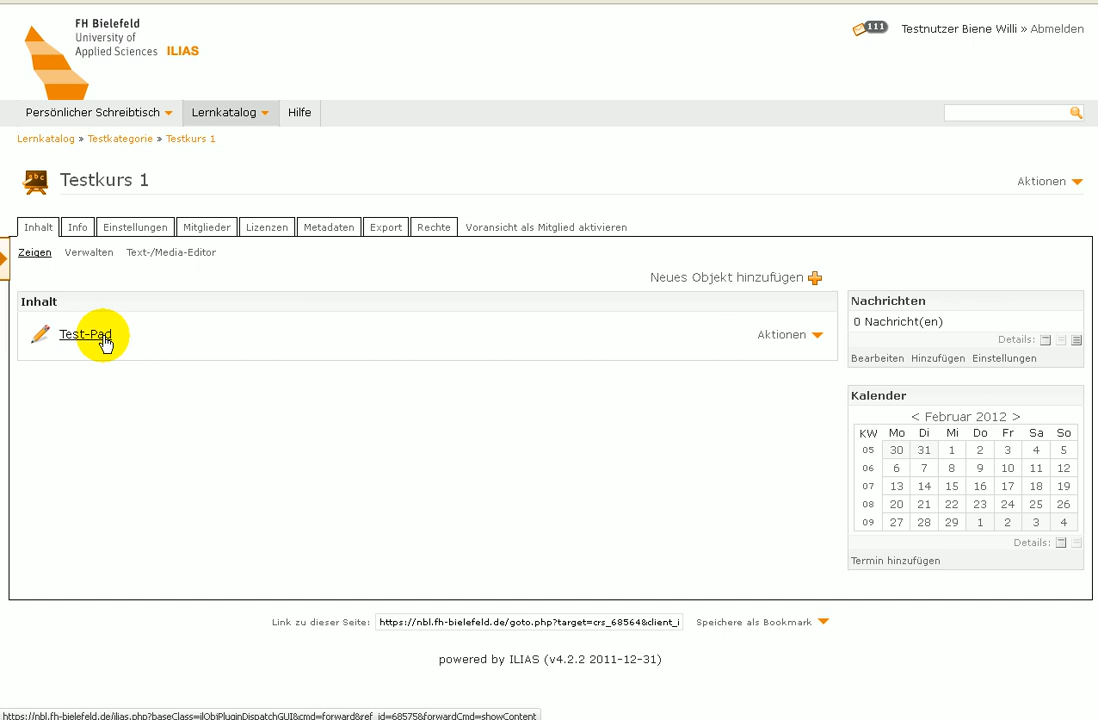 FH Bielefeld
University of
Applied Sciences ILIAS
111
Testnutzer Biene Willi » Abmelden
Persönlicher Schreibtisch
Lernkatalog
Hilfe
Lernkatalog » Testkategorie » Testkurs 1
abc
Testkurs 1
Aktionen
Inhalt Info Einstellungen Mitglieder Lizenzen Metadaten Export Rechte Voransicht als Mitglied aktivieren
Zeigen Verwalten Text-/Media-Editor
Neues Objekt hinzufügen
Inhalt
Test-Pad
Aktionen
Nachrichten
0 Nachricht(en)
Details:
Bearbeiten Hinzufügen Einstellungen
Kalender
< Februar 2012 >
KW Mo Di Mi Do Fr Sa So
05 30 31 1 2 3 4 5
06 6 7 8 9 10 11 12
07 13 14 15 16 17 18 19
08 20 21 22 23 24 25 26
09 27 28 29 1 2 3 4
Details:
Termin hinzufügen
Link zu dieser Seite: https://nbl.fh-bielefeld.de/goto.php?target=crs_68564&client_i Speichere als Bookmark
powered by ILIAS (v4.2.2 2011-12-31)
https://nbl.fh-bielefeld.de/ilias.php?baseClass=ilObjPluginDispatchGUI&cmd=forward&ref_id=68575&forwardCmd=showContent